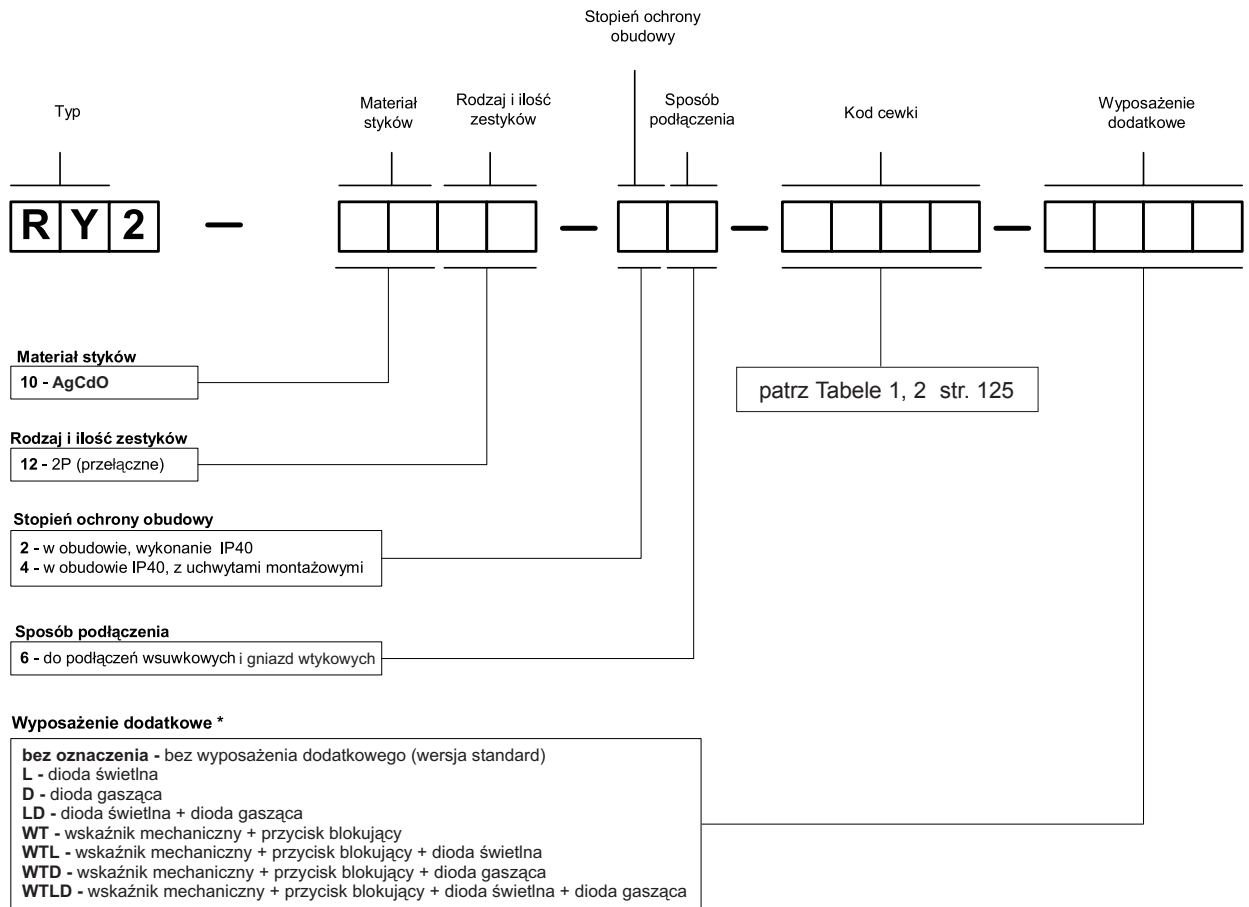 Stopień ochrony
obudowy
Typ
Materiał
styków
Rodzaj i ilość
zestyków
Sposób
podłączenia
Kod cewki
Wyposażenie
dodatkowe
RY2 — — — —
Materiał styków
10 - AgCdO
patrz Tabele 1, 2 str. 125
Rodzaj i ilość zestyków
12 - 2P (przełączne)
Stopień ochrony obudowy
2 - w obudowie, wykonanie IP40
4 - w obudowie IP40, z uchwytami montażowymi
Sposób podłączenia
6 - do podłączeń wsuwkowych i gniazd wtykowych
Wyposażenie dodatkowe *
bez oznaczenia - bez wyposażenia dodatkowego (wersja standard)
L - dioda świetlna
D - dioda gasząca
LD - dioda świetlna + dioda gasząca
WT - wskaźnik mechaniczny + przycisk blokujący
WTL - wskaźnik mechaniczny + przycisk blokujący + dioda świetlna
WTD - wskaźnik mechaniczny + przycisk blokujący + dioda gasząca
WTLD - wskaźnik mechaniczny + przycisk blokujący + dioda świetlna + dioda gasząca